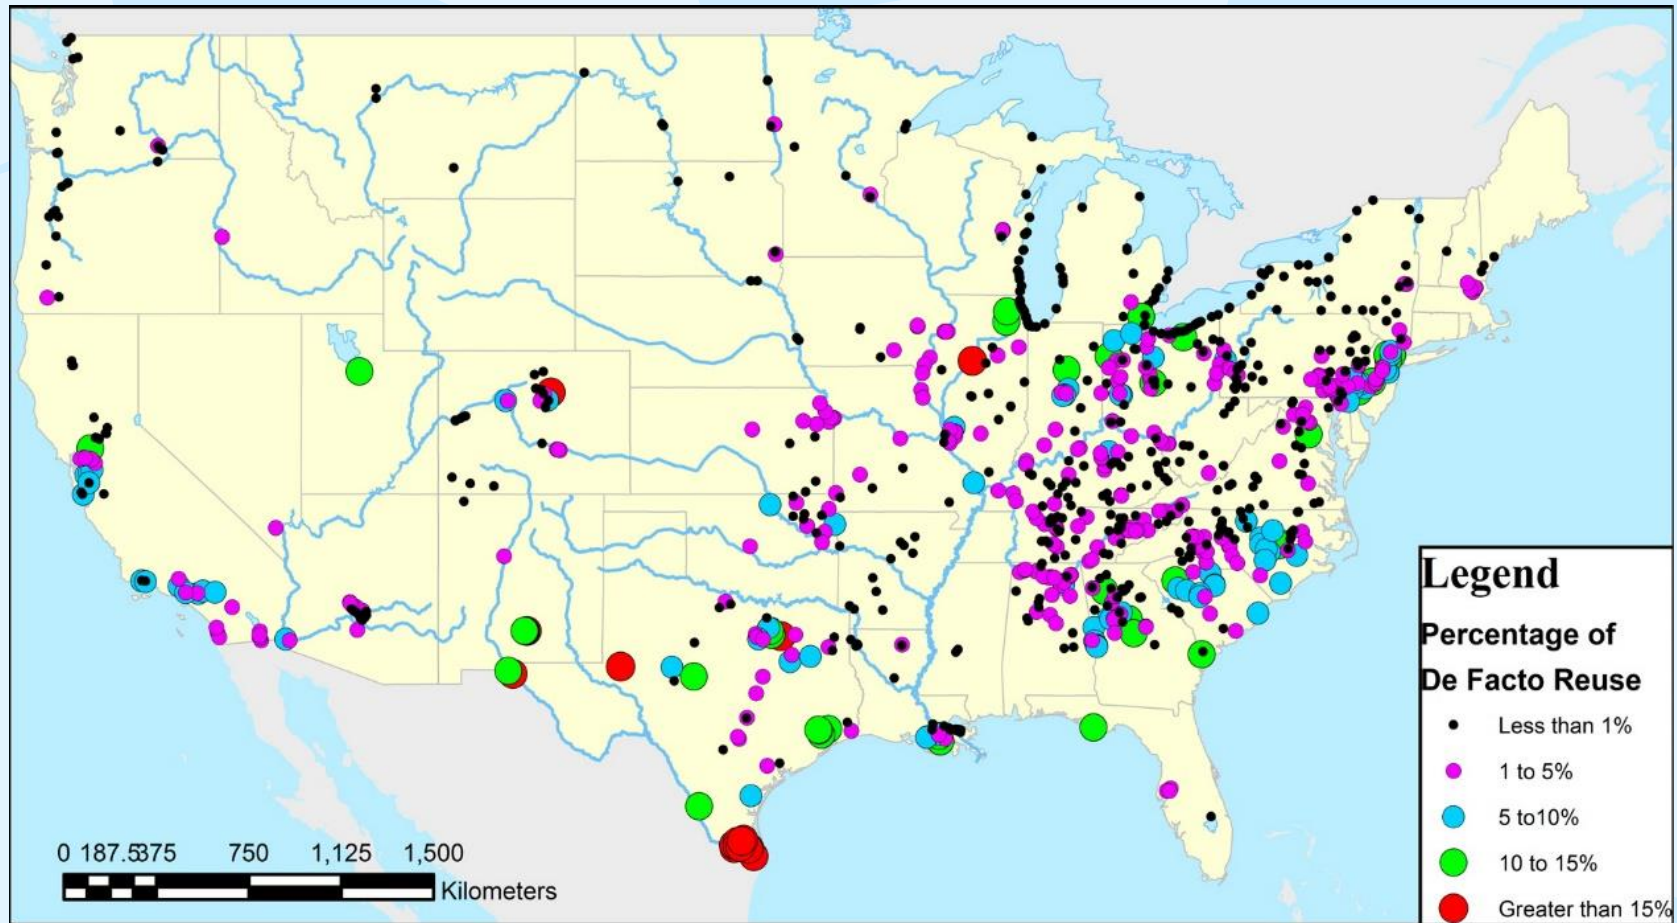 Legend
Percentage of
De Facto Reuse
Less than 1%
1 to 5%
5 to10%
10 to 15%
Greater than 15%
0 187.5375 750 1,125 1,500
Kilometers